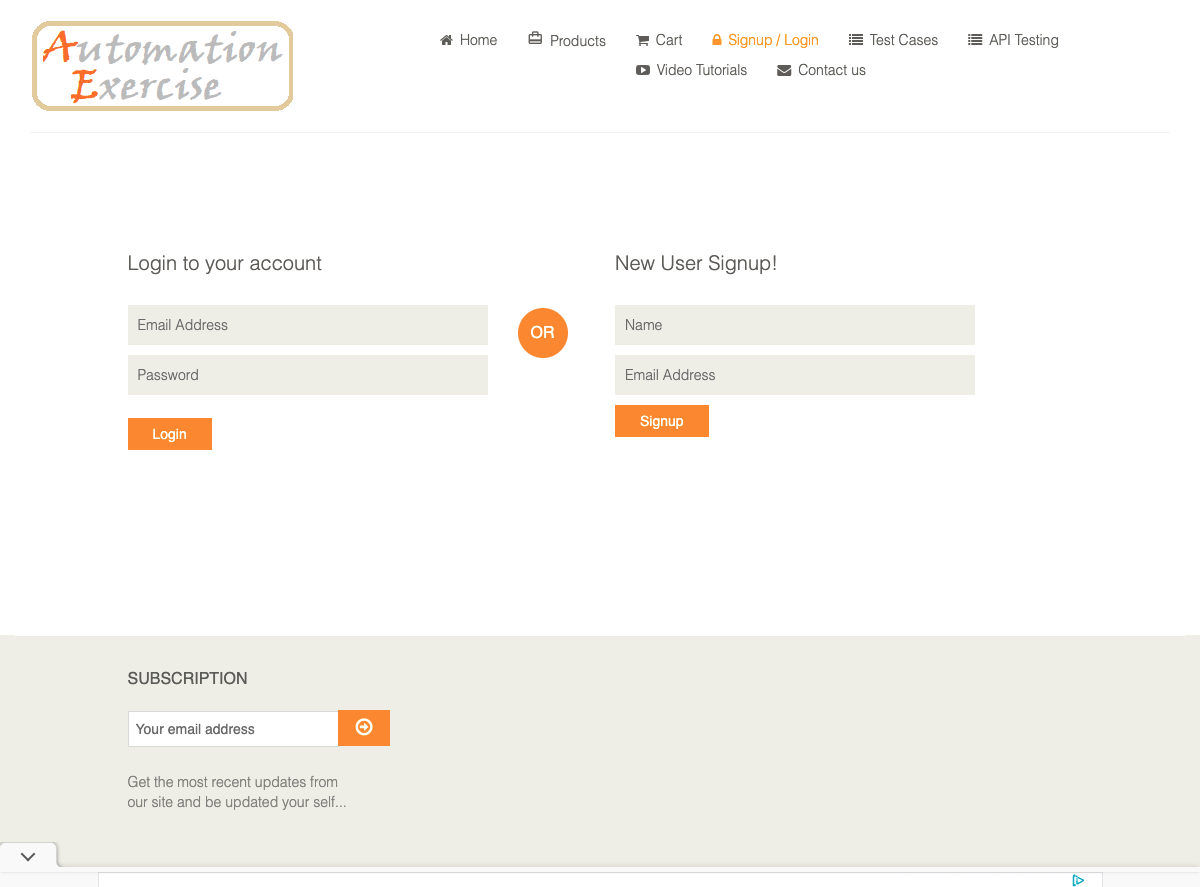 Automation
Exercise
Home Products Cart Signup / Login Test Cases API Testing
Video Tutorials Contact us
Login to your account
Email Address
Password
Login
OR
New User Signup!
Name
Email Address
Signup
SUBSCRIPTION
Your email address
Get the most recent updates from
our site and be updated your self...